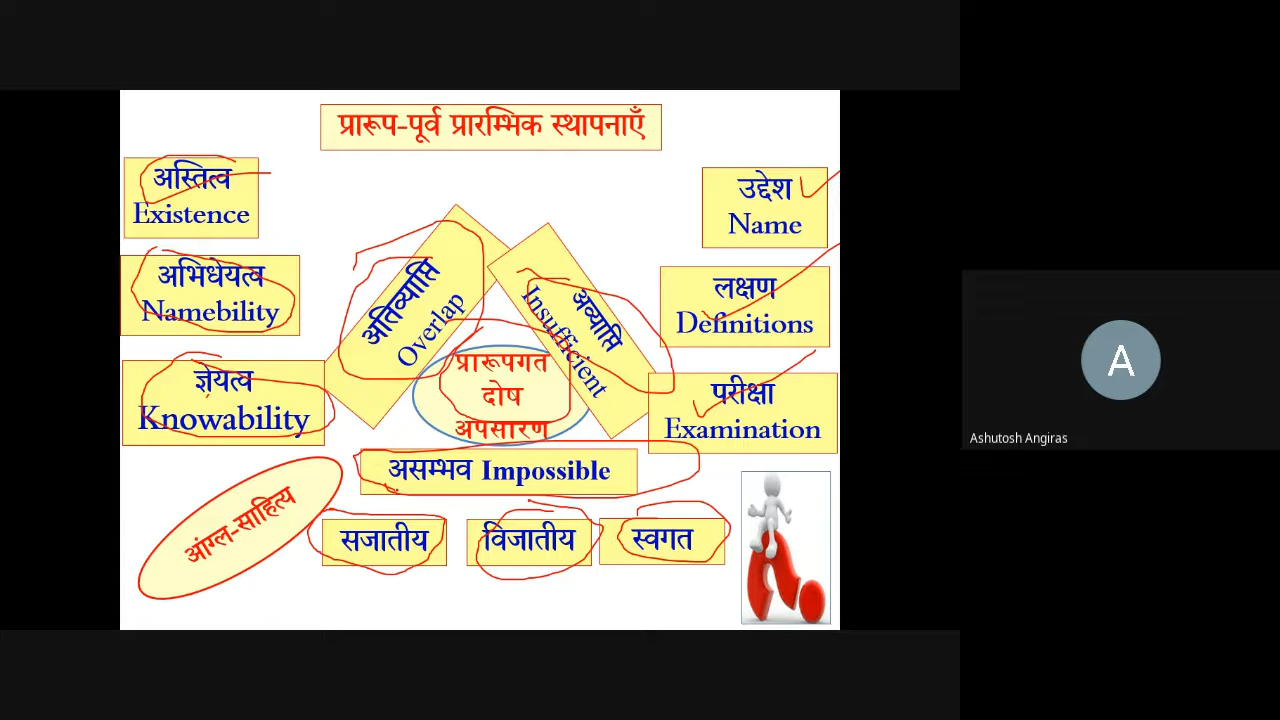 प्रारूप-पूर्व प्रारम्भिक स्थापनाएँ
अस्तित्व
Existence
अभिधेयत्व
Namebility
ज्ञेयत्व
Knowability
अतिव्याप्ति
Overlap
अव्याप्ति
Insufficient
प्रारूपगत
दोष
अपसारण
उद्देश
Name
लक्षण
Definitions
परीक्षा
Examination
असम्भव Impossible
आंग्ल-साहित्य
सजातीय
विजातीय
स्वगत
A
Ashutosh Angiras